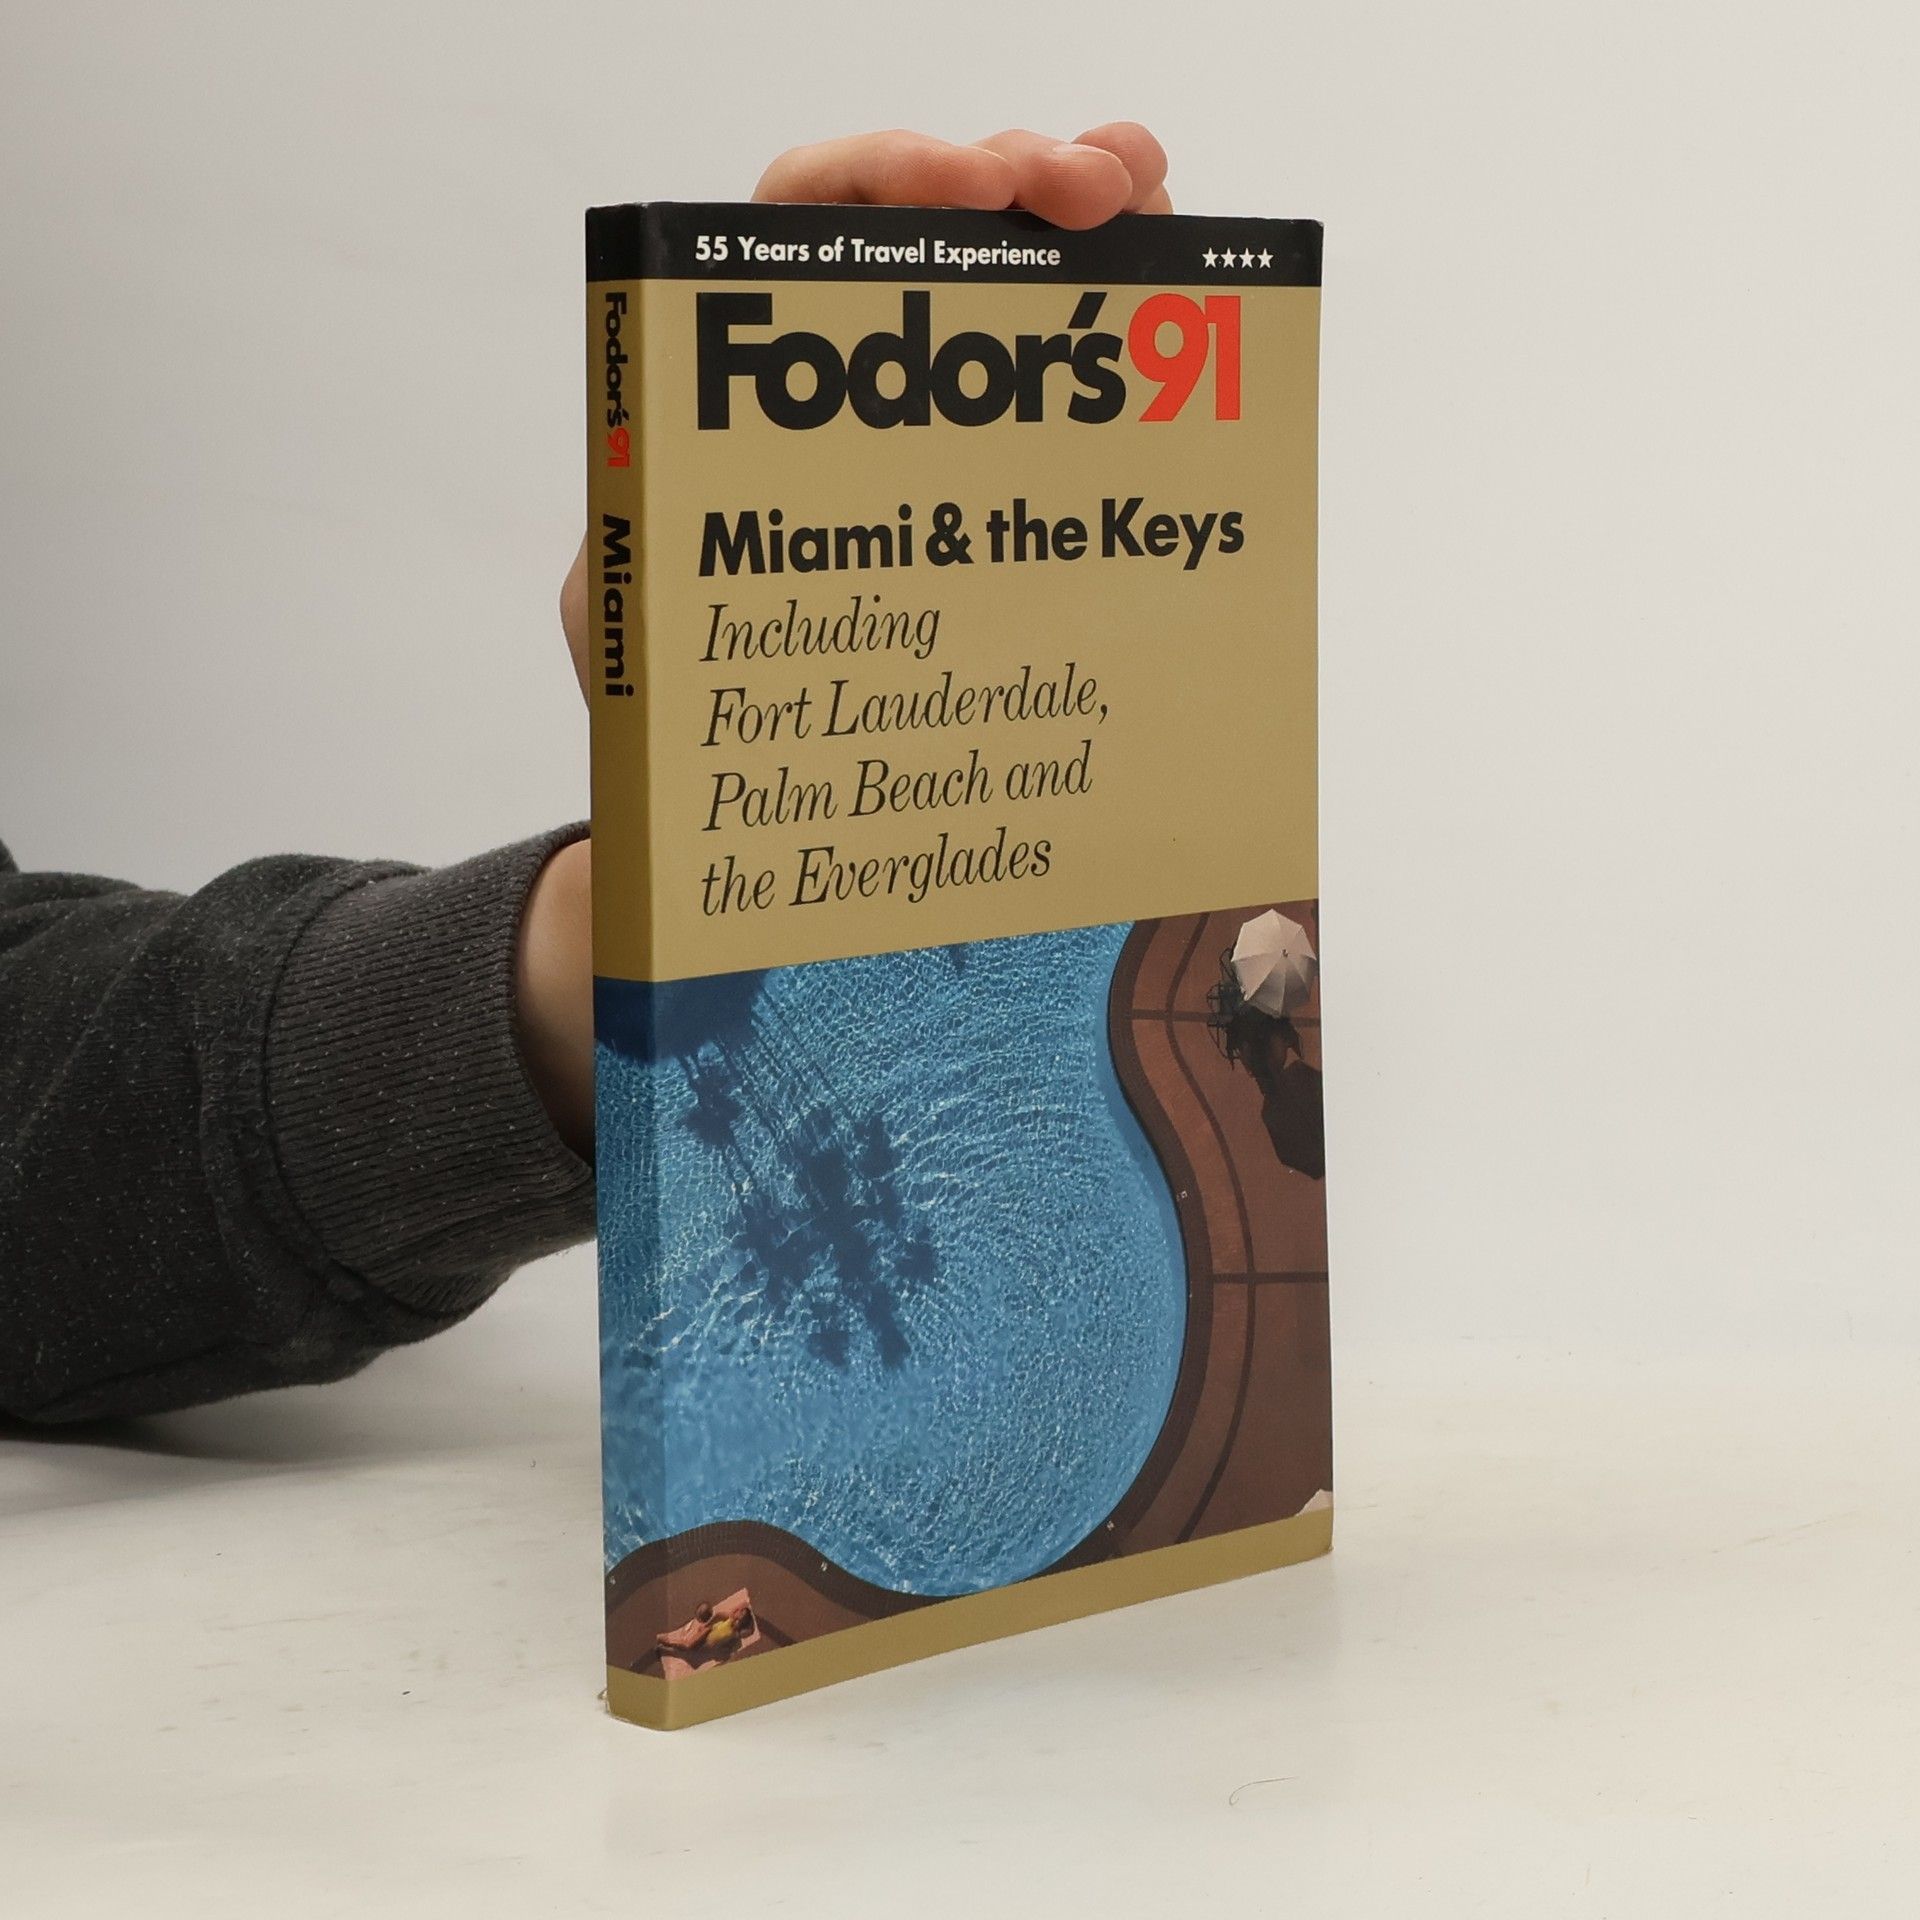 55 Years of Travel Experience ★★★★
Fodor's91
Miami & the Keys
Including
Fort Lauderdale,
Palm Beach and
the Everglades
Fodor's91 Miami